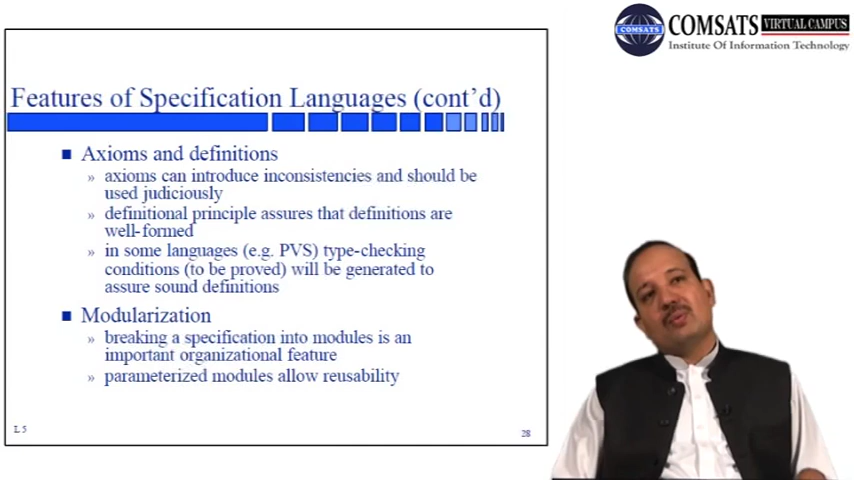 COMSATS VIRTUAL CAMPUS
COMSATS
Institute Of Information Technology
Features of Specification Languages (cont'd)
■ Axioms and definitions
» axioms can introduce inconsistencies and should be
used judiciously
» definitional principle assures that definitions are
well-formed
» in some languages (e.g. PVS) type-checking
conditions (to be proved) will be generated to
assure sound definitions
■ Modularization
» breaking a specification into modules is an
important organizational feature
» parameterized modules allow reusability
L 5
28